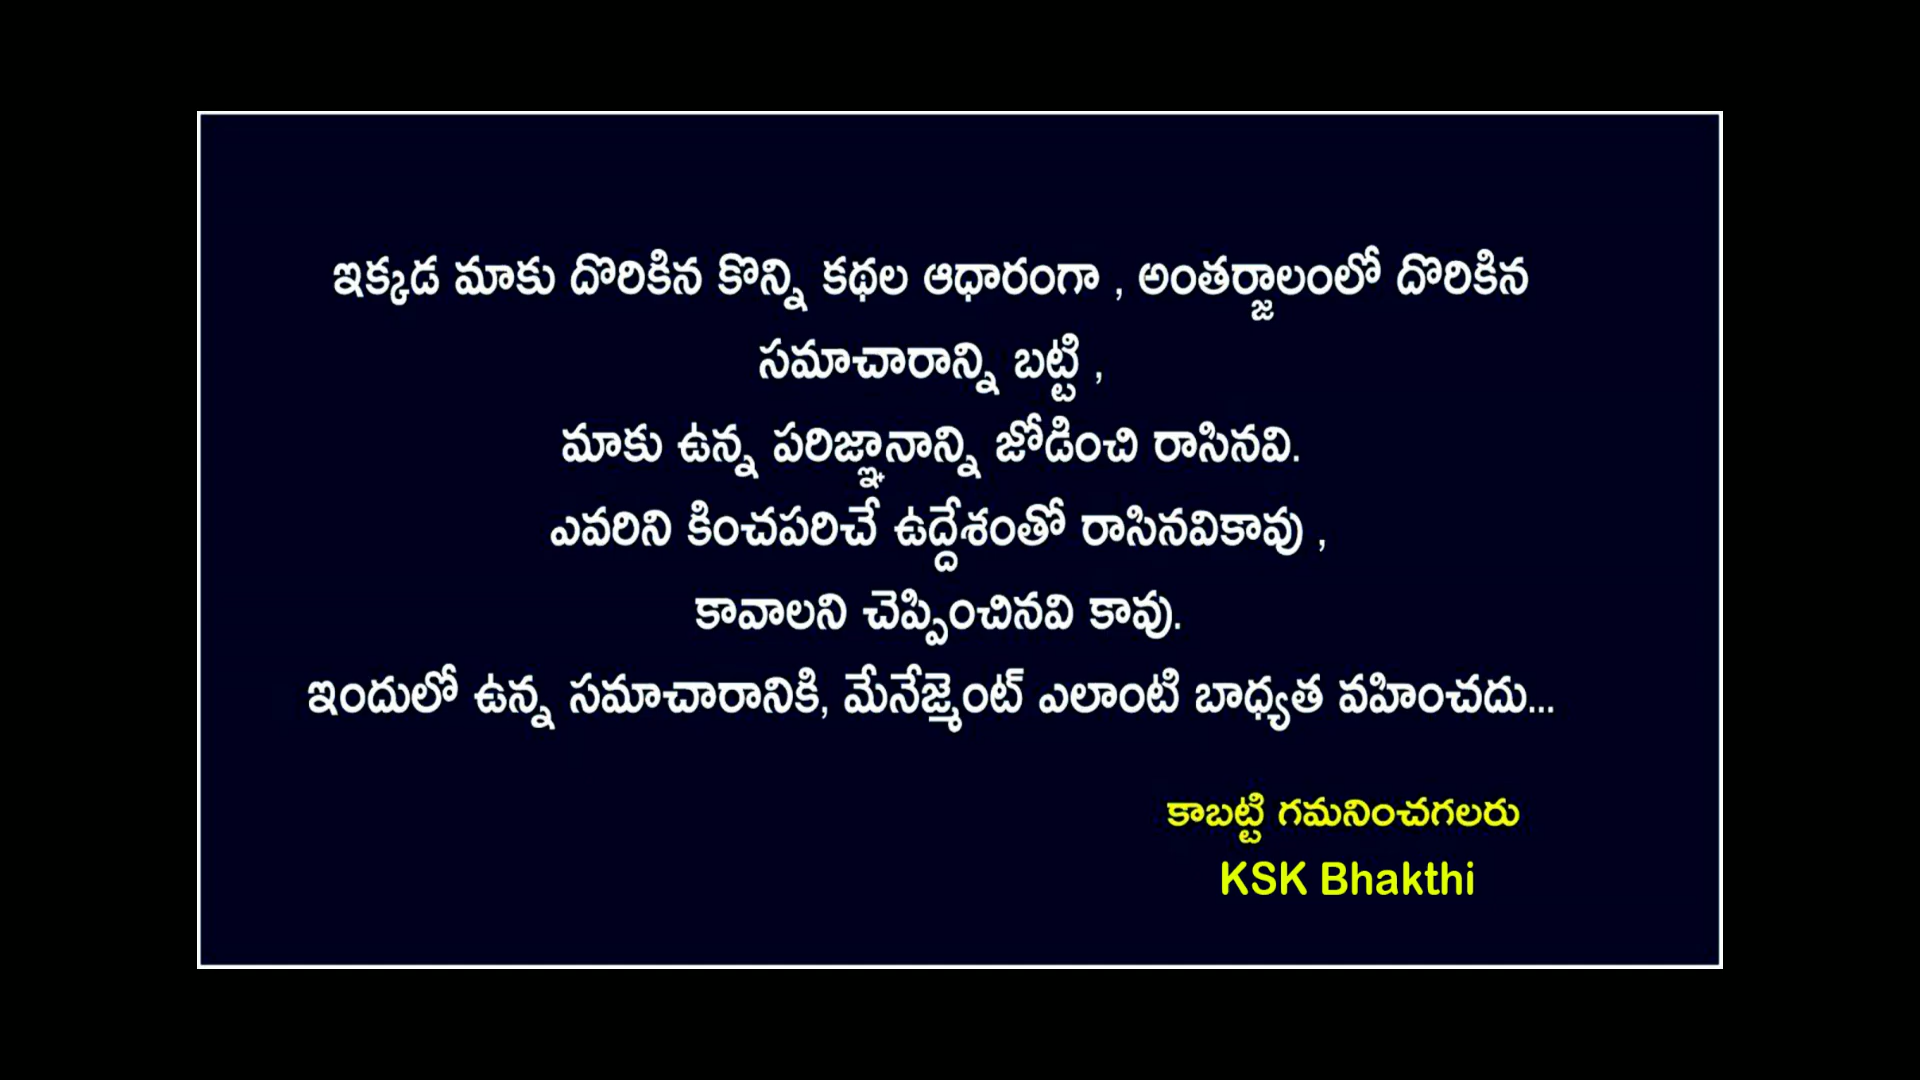 ఇక్కడ మాకు దొరికిన కొన్ని కథల ఆధారంగా , అంతర్జాలంలో దొరికిన
సమాచారాన్ని బట్టి ,
మాకు ఉన్న పరిజ్ఞానాన్ని జోడించి రాసినవి.
ఎవరిని కించపరిచే ఉద్దేశంతో రాసినవికావు ,
కావాలని చెప్పించినవి కావు.
ఇందులో ఉన్న సమాచారానికి, మేనేజ్మెంట్ ఎలాంటి బాధ్యత వహించదు...
కాబట్టి గమనించగలరు
KSK Bhakthi